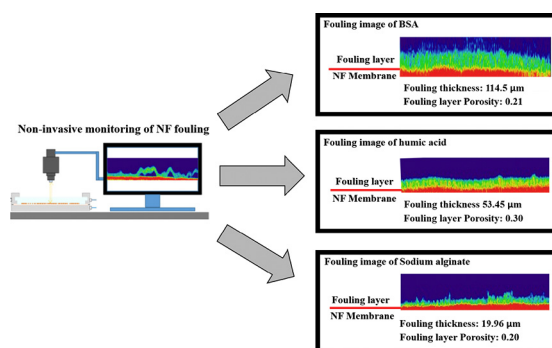 Fouling image of BSA
Fouling layer
NF Membrane
Fouling thickness: 114.5 μm
Fouling layer Porosity: 0.21
Non-invasive monitoring of NF fouling
Fouling image of humic acid
Fouling layer
NF Membrane
Fouling thickness 53.45 μm
Fouling layer Porosity: 0.30
Fouling image of Sodium alginate
Fouling layer
NF Membrane
Fouling thickness: 19.96 μm
Fouling layer Porosity: 0.20